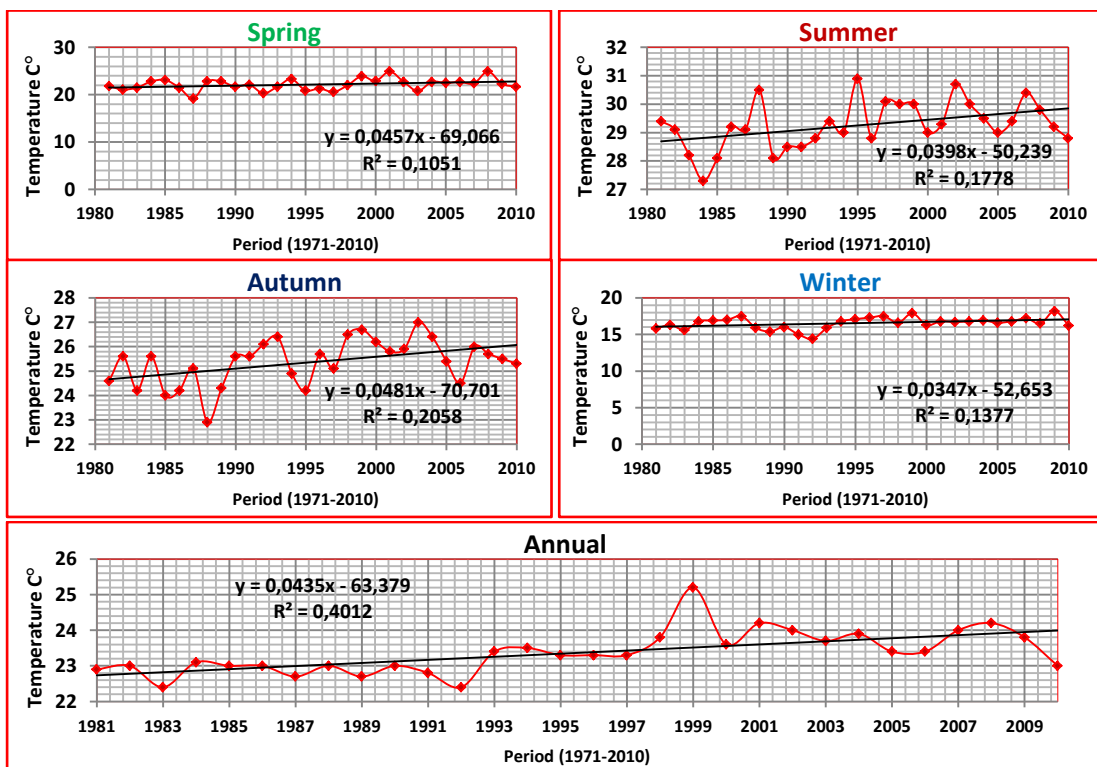 Spring
Temperature C°
30
20
10
0
y = 0,0457x - 69,066
R² = 0,1051
1980 1985 1990 1995 2000 2005 2010
Period (1971-2010)
Summer
Temperature C°
32
31
30
29
28
27
y = 0,0398x - 50,239
R² = 0,1778
1980 1985 1990 1995 2000 2005 2010
Period (1971-2010)
Autumn
Temperature C°
28
27
26
25
24
23
22
y = 0,0481x - 70,701
R² = 0,2058
1980 1985 1990 1995 2000 2005 2010
Period (1971-2010)
Winter
Temperature C°
20
15
10
5
0
y = 0,0347x - 52,653
R² = 0,1377
1980 1985 1990 1995 2000 2005 2010
Period (1971-2010)
Annual
Temperature C°
26
25
24
23
22
y = 0,0435x - 63,379
R² = 0,4012
1981 1983 1985 1987 1989 1991 1993 1995 1997 1999 2001 2003 2005 2007 2009
Period (1971-2010)